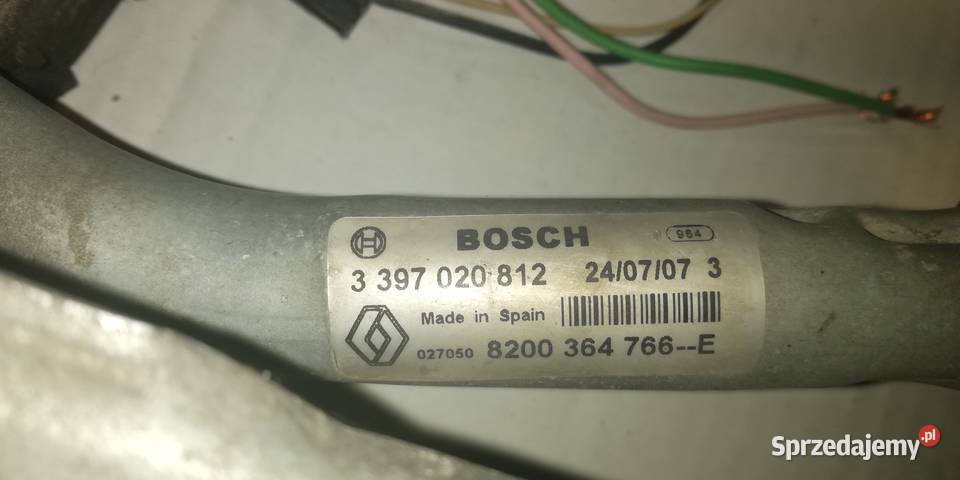 BOSCH 964
3 397 020 812 24/07/07 3
Made in Spain
027050 8200 364 766--E
Sprzedajemy.pl